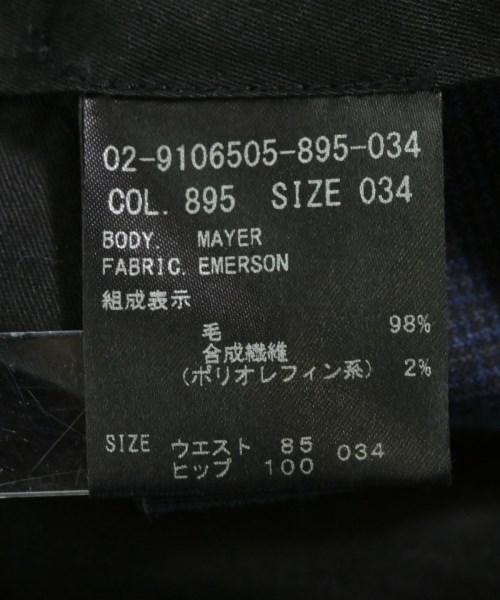 02-9106505-895-034
COL. 895 SIZE 034
BODY. MAYER
FABRIC. EMERSON
組成表示
毛 98%
合成繊維
(ポリオレフィン系) 2%
SIZE ウエスト 85 034
ヒップ 100